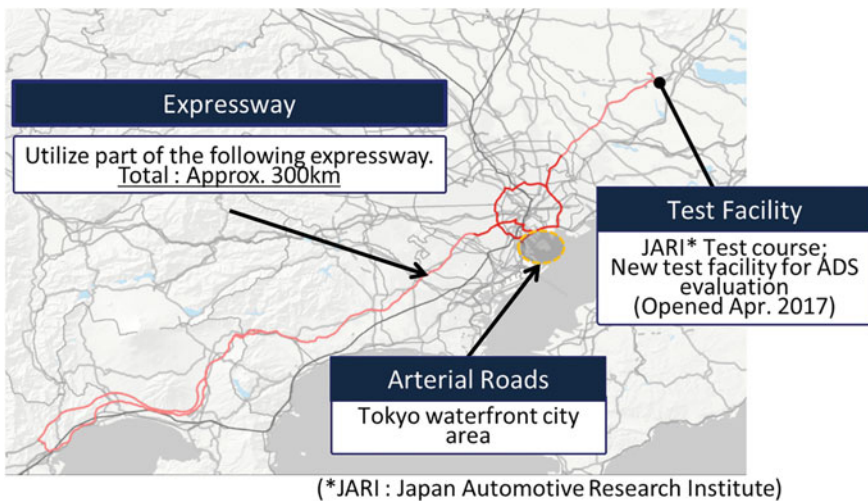 Expressway
Utilize part of the following expressway.
Total : Approx. 300km
Test Facility
JARI* Test course;
New test facility for ADS
evaluation
(Opened Apr. 2017)
Arterial Roads
Tokyo waterfront city
area
(*JARI : Japan Automotive Research Institute)